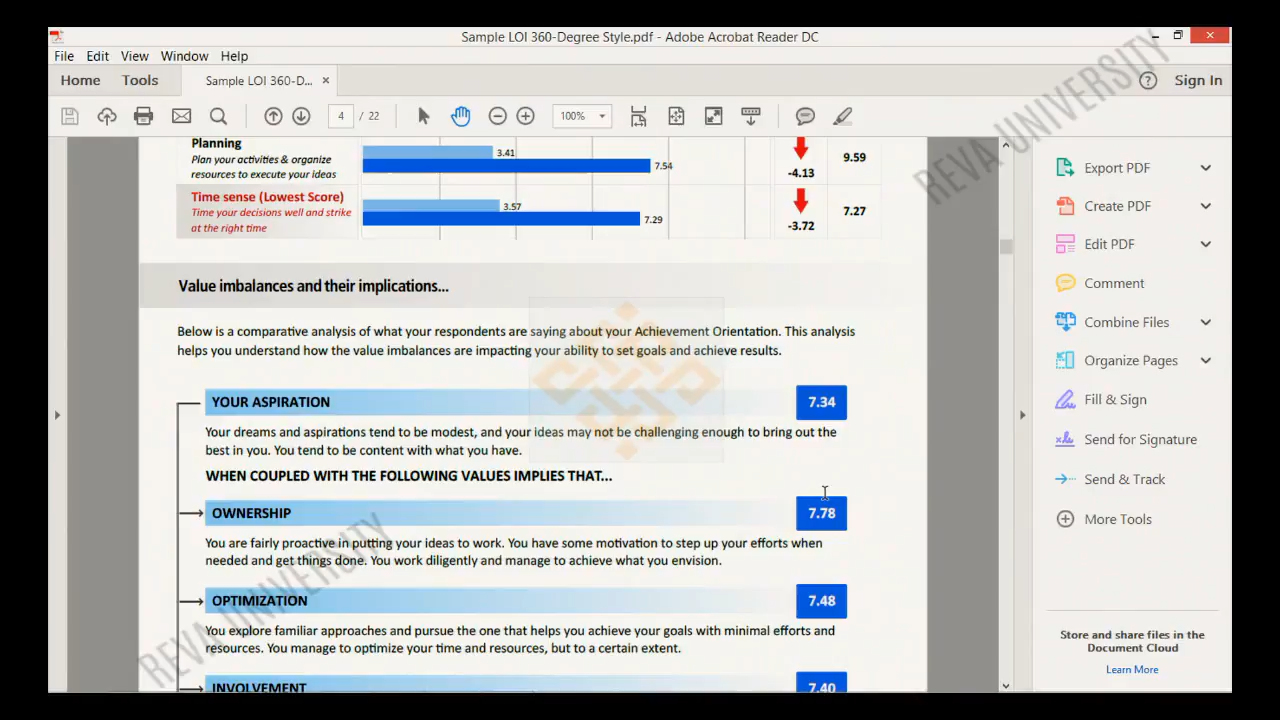 Sample LOI 360-Degree Style.pdf - Adobe Acrobat Reader DC
File Edit View Window Help
Home Tools Sample LOI 360-D... × Sign In
4 / 22 100%
Planning
Plan your activities & organize
resources to execute your ideas
3.41
7.54
-4.13
9.59
Time sense (Lowest Score)
Time your decisions well and strike
at the right time
3.57
7.29
-3.72
7.27
Value imbalances and their implications...
Below is a comparative analysis of what your respondents are saying about your Achievement Orientation. This analysis
helps you understand how the value imbalances are impacting your ability to set goals and achieve results.
YOUR ASPIRATION 7.34
Your dreams and aspirations tend to be modest, and your ideas may not be challenging enough to bring out the
best in you. You tend to be content with what you have.
WHEN COUPLED WITH THE FOLLOWING VALUES IMPLIES THAT...
OWNERSHIP 7.78
You are fairly proactive in putting your ideas to work. You have some motivation to step up your efforts when
needed and get things done. You work diligently and manage to achieve what you envision.
OPTIMIZATION 7.48
You explore familiar approaches and pursue the one that helps you achieve your goals with minimal efforts and
resources. You manage to optimize your time and resources, but to a certain extent.
INVOLVEMENT 7.40
Export PDF
Create PDF
Edit PDF
Comment
Combine Files
Organize Pages
Fill & Sign
Send for Signature
Send & Track
More Tools
Store and share files in the
Document Cloud
Learn More
REVA UNIVERSITY
REVA UNIVERSITY